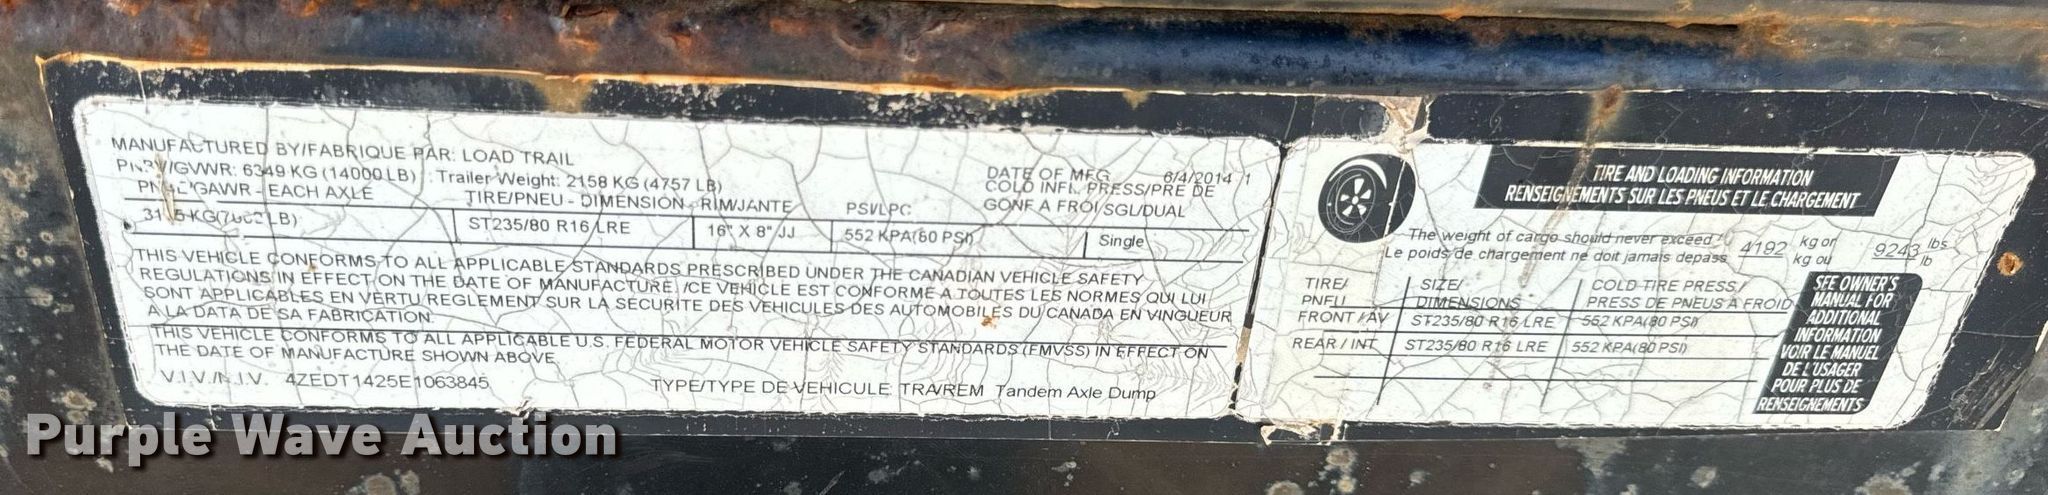 MANUFACTURED BY/FABRIQUE PAR: LOAD TRAIL
GVWR: 6349 KG (14000 LB) Trailer Weight: 2158 KG (4757 LB)
DATE OF MFG 6/4/2014
GAWR - EACH AXLE TIRE/PNEU - DIMENSION RIM/JANTE PSI/LPC COLD INFL. PRESS/PRE DE
GONF A FROI SGL/DUAL
ST235/80 R16 LRE 16" X 8" JJ 552 KPA(80 PSI) Single
THIS VEHICLE CONFORMS TO ALL APPLICABLE STANDARDS PRESCRIBED UNDER THE CANADIAN VEHICLE SAFETY
REGULATIONS IN EFFECT ON THE DATE OF MANUFACTURE /CE VEHICLE EST CONFORME A TOUTES LES NORMES QUI LUI
SONT APPLICABLES EN VERTU REGLEMENT SUR LA SECURITE DES VEHICULES DES AUTOMOBILES DU CANADA EN VINGUEUR
A LA DATA DE SA FABRICATION.
THIS VEHICLE CONFORMS TO ALL APPLICABLE U.S. FEDERAL MOTOR VEHICLE SAFETY STANDARDS (FMVSS) IN EFFECT ON
THE DATE OF MANUFACTURE SHOWN ABOVE.
V.I.V./N.I.V. 4ZEDT1425E1063845 TYPE/TYPE DE VEHICULE: TRA/REM Tandem Axle Dump
TIRE AND LOADING INFORMATION
RENSEIGNEMENTS SUR LES PNEUS ET LE CHARGEMENT
The weight of cargo should never exceed / 4192 kg or 9243 lbs
Le poids de chargement ne doit jamais depass kg ou lb
TIRE/ SIZE/ COLD TIRE PRESS/
PNEU DIMENSIONS PRESS DE PNEUS A FROID
FRONT / AV ST235/80 R16 LRE 552 KPA(80 PSI)
REAR / INT ST235/80 R16 LRE 552 KPA(80 PSI)
SEE OWNER'S
MANUAL FOR
ADDITIONAL
INFORMATION
VOIR LE MANUEL
DE L'USAGER
POUR PLUS DE
RENSEIGNEMENTS
Purple Wave Auction